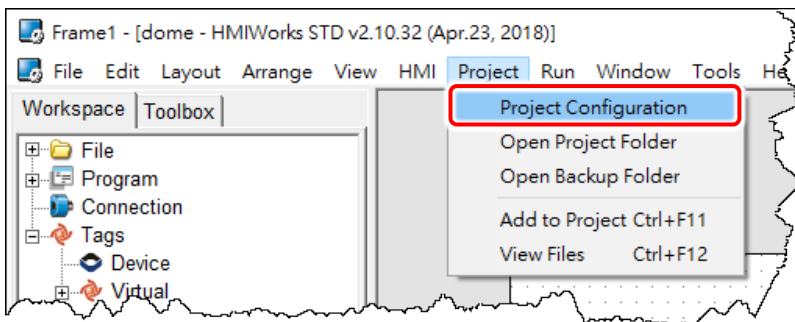 Frame1 - [dome - HMIWorks STD v2.10.32 (Apr.23, 2018)]
File Edit Layout Arrange View HMI Project Run Window Tools
Workspace Toolbox
Project Configuration
Open Project Folder
Open Backup Folder
Add to Project Ctrl+F11
View Files Ctrl+F12
File
Program
Connection
Tags
Device
Virtual